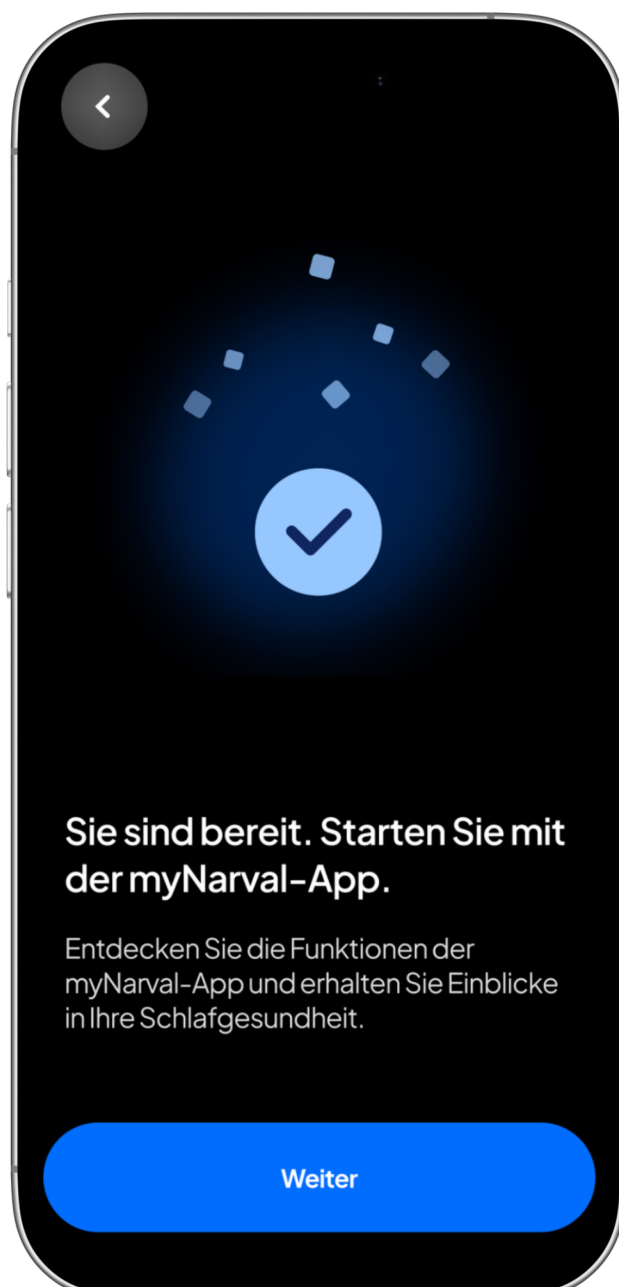 Sie sind bereit. Starten Sie mit
der myNarval-App.
Entdecken Sie die Funktionen der
myNarval-App und erhalten Sie Einblicke
in Ihre Schlafgesundheit.
Weiter